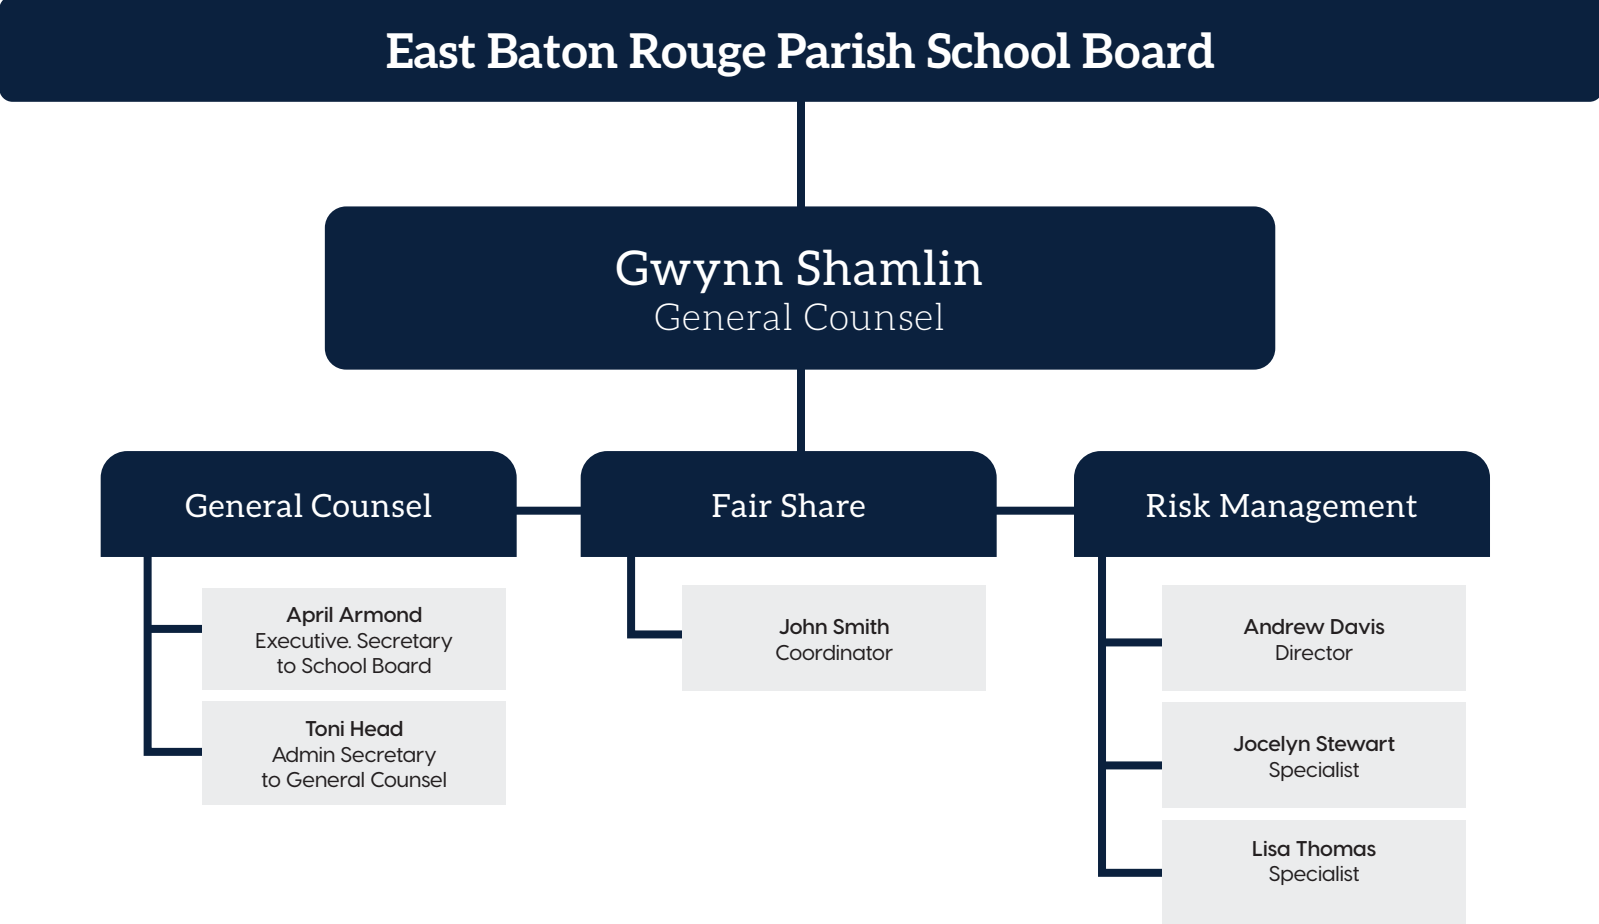 East Baton Rouge Parish School Board
Gwynn Shamlin
General Counsel
General Counsel
April Armond
Executive. Secretary
to School Board
Toni Head
Admin Secretary
to General Counsel
Fair Share
John Smith
Coordinator
Risk Management
Andrew Davis
Director
Jocelyn Stewart
Specialist
Lisa Thomas
Specialist